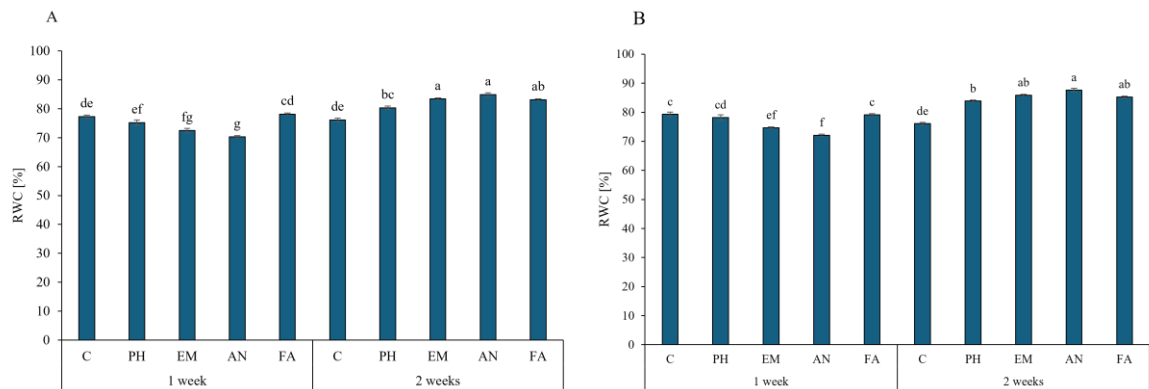 A
RWC [%]
100
90
80
70
60
50
40
30
20
10
0
de ef fg g cd de bc a a ab
C PH EM AN FA C PH EM AN FA
1 week 2 weeks
B
RWC [%]
100
90
80
70
60
50
40
30
20
10
0
c cd ef f c de b ab a ab
C PH EM AN FA C PH EM AN FA
1 week 2 weeks